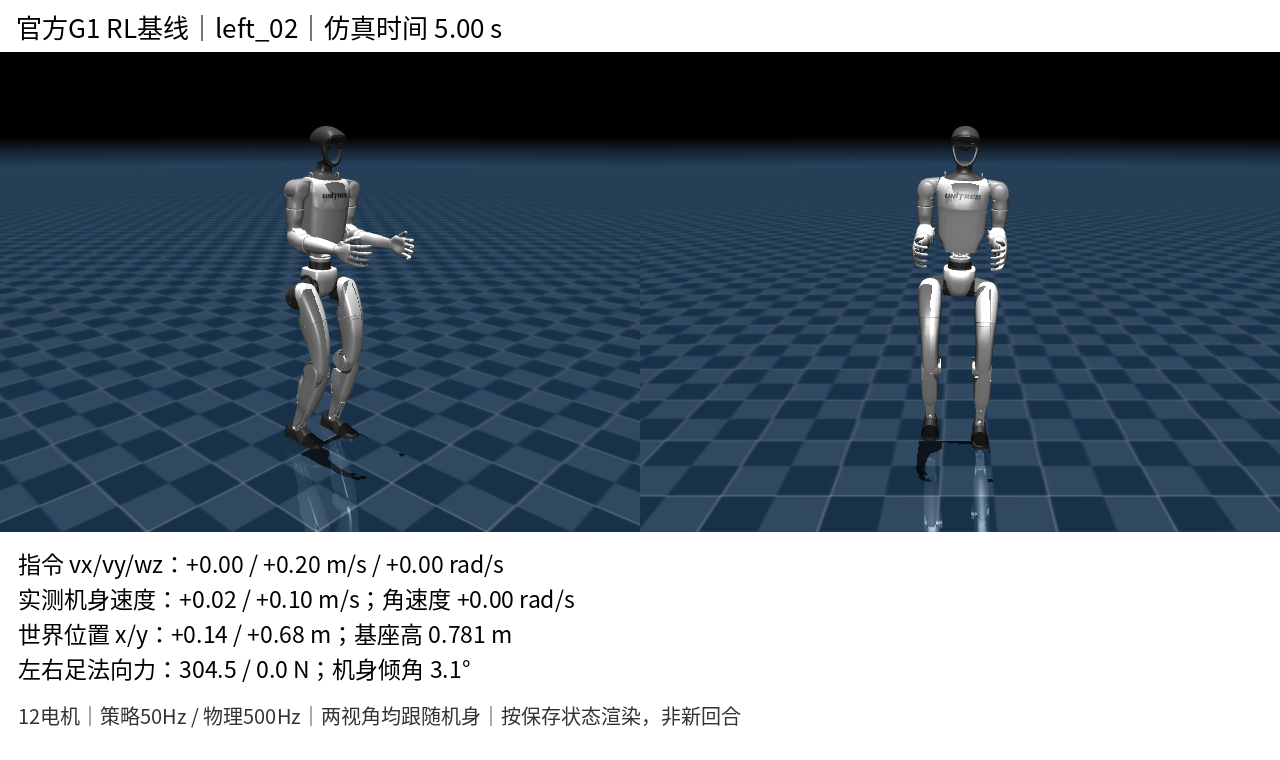 官方G1 RL基线｜left_02｜仿真时间 5.00 s
UNITREE
UNITREE
指令 vx/vy/wz：+0.00 / +0.20 m/s / +0.00 rad/s
实测机身速度：+0.02 / +0.10 m/s；角速度 +0.00 rad/s
世界位置 x/y：+0.14 / +0.68 m；基座高 0.781 m
左右足法向力：304.5 / 0.0 N；机身倾角 3.1°
12电机｜策略50Hz / 物理500Hz｜两视角均跟随机身｜按保存状态渲染，非新回合